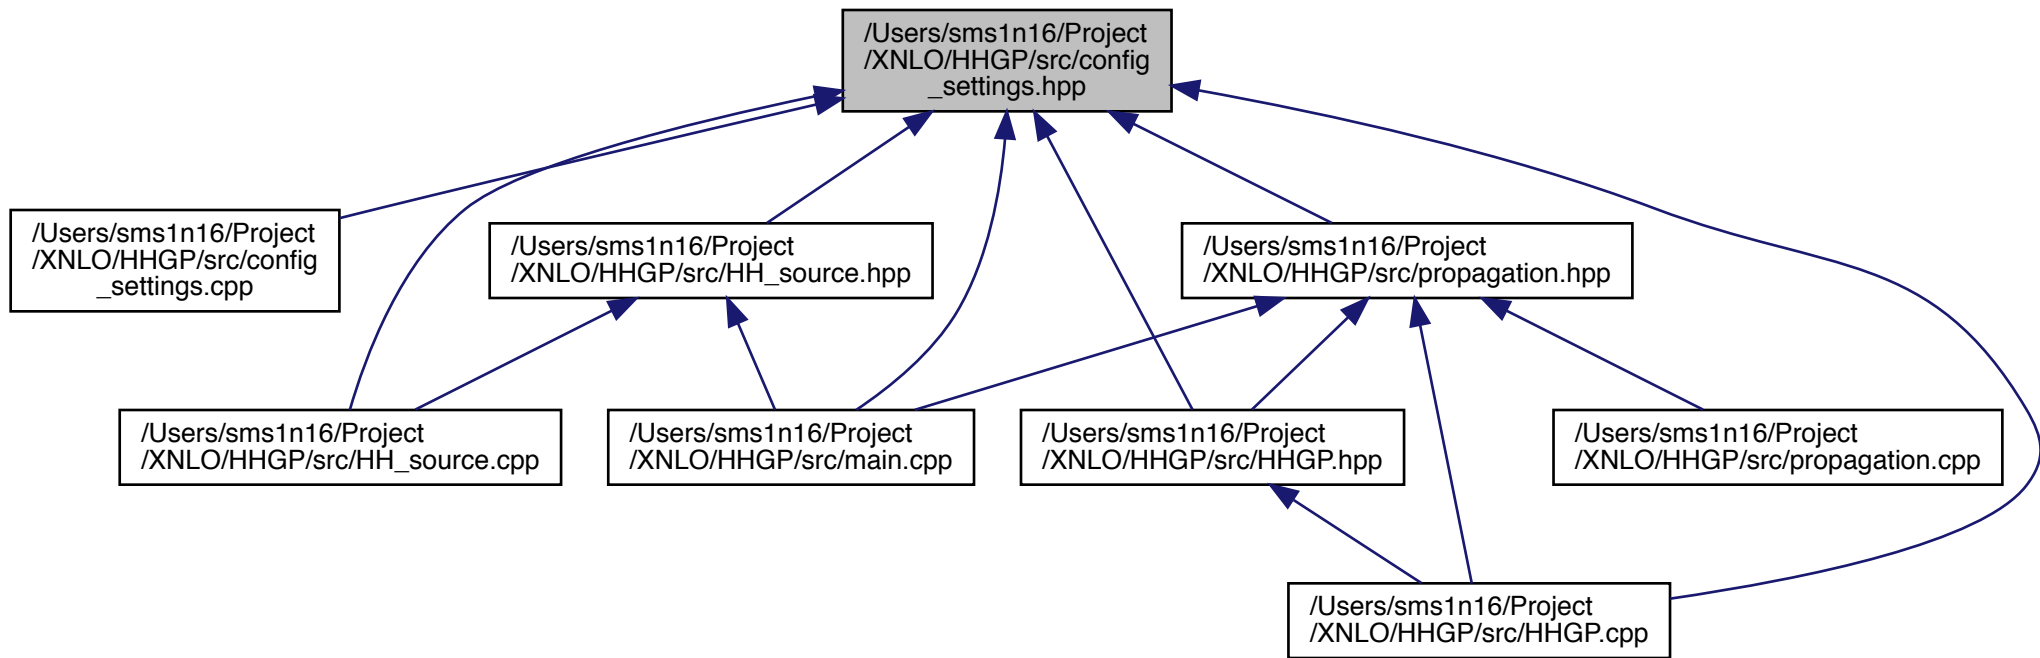 /Users/sms1n16/Project
/XNLO/HHGP/src/config
_settings.hpp
/Users/sms1n16/Project
/XNLO/HHGP/src/config
_settings.cpp
/Users/sms1n16/Project
/XNLO/HHGP/src/HH_source.hpp
/Users/sms1n16/Project
/XNLO/HHGP/src/propagation.hpp
/Users/sms1n16/Project
/XNLO/HHGP/src/HH_source.cpp
/Users/sms1n16/Project
/XNLO/HHGP/src/main.cpp
/Users/sms1n16/Project
/XNLO/HHGP/src/HHGP.hpp
/Users/sms1n16/Project
/XNLO/HHGP/src/propagation.cpp
/Users/sms1n16/Project
/XNLO/HHGP/src/HHGP.cpp